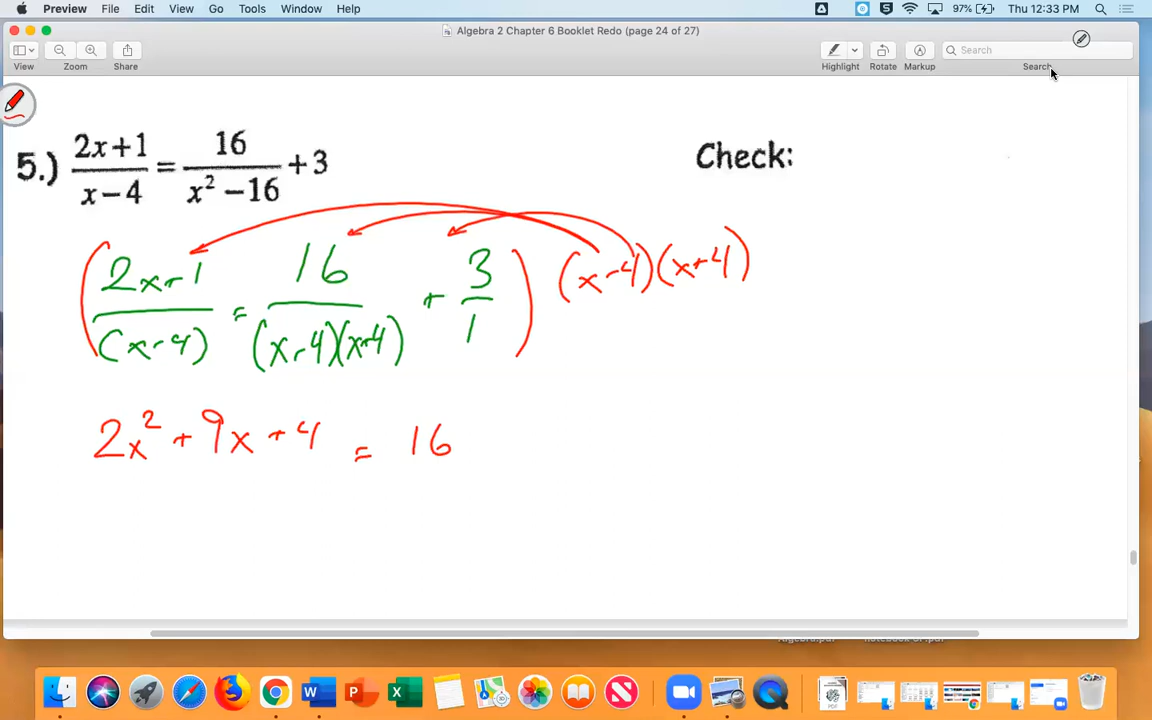 Preview File Edit View Go Tools Window Help 97% Thu 12:33 PM
Algebra 2 Chapter 6 Booklet Redo (page 24 of 27)
Search
View Zoom Share Highlight Rotate Markup Search
5.) (2x+1)/(x−4) = 16/(x²−16) + 3 Check:
((2x+1)/(x-4) = 16/((x-4)(x+4)) + 3/1) (x-4)(x+4)
2x² + 9x + 4 = 16